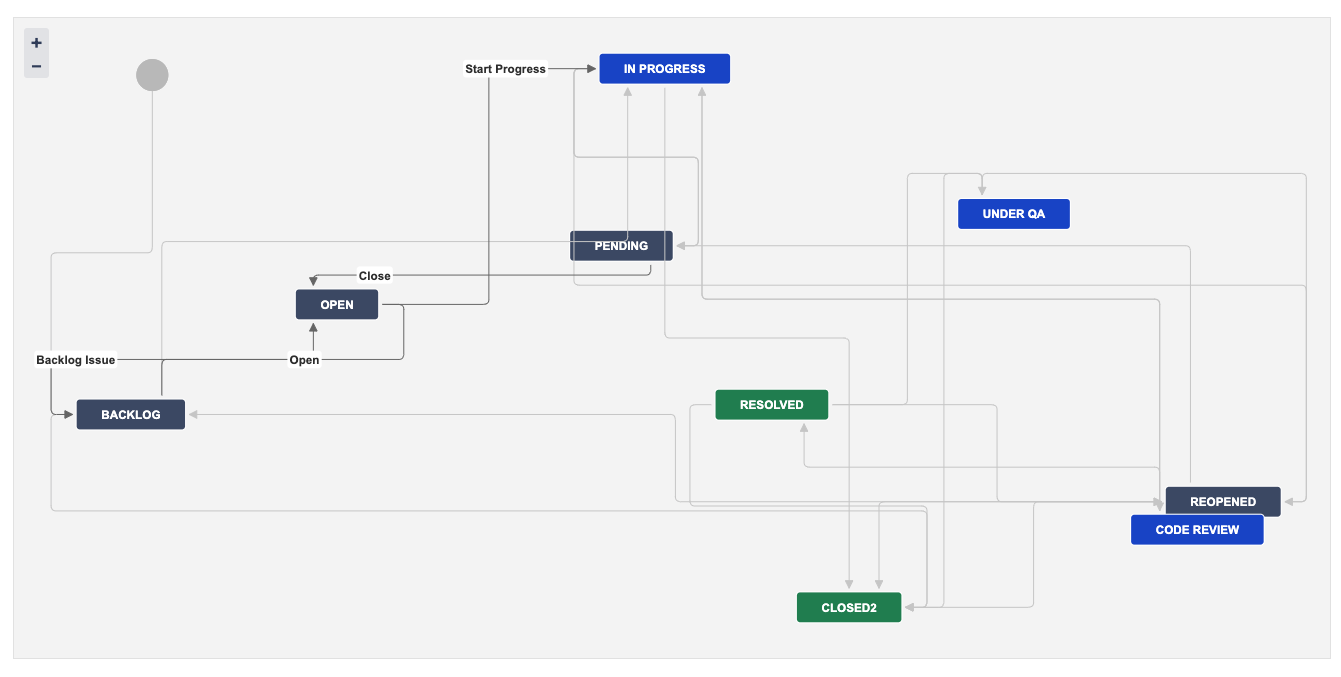 +
−
Start Progress
IN PROGRESS
UNDER QA
PENDING
Close
OPEN
Backlog Issue
Open
BACKLOG
RESOLVED
REOPENED
CODE REVIEW
CLOSED2